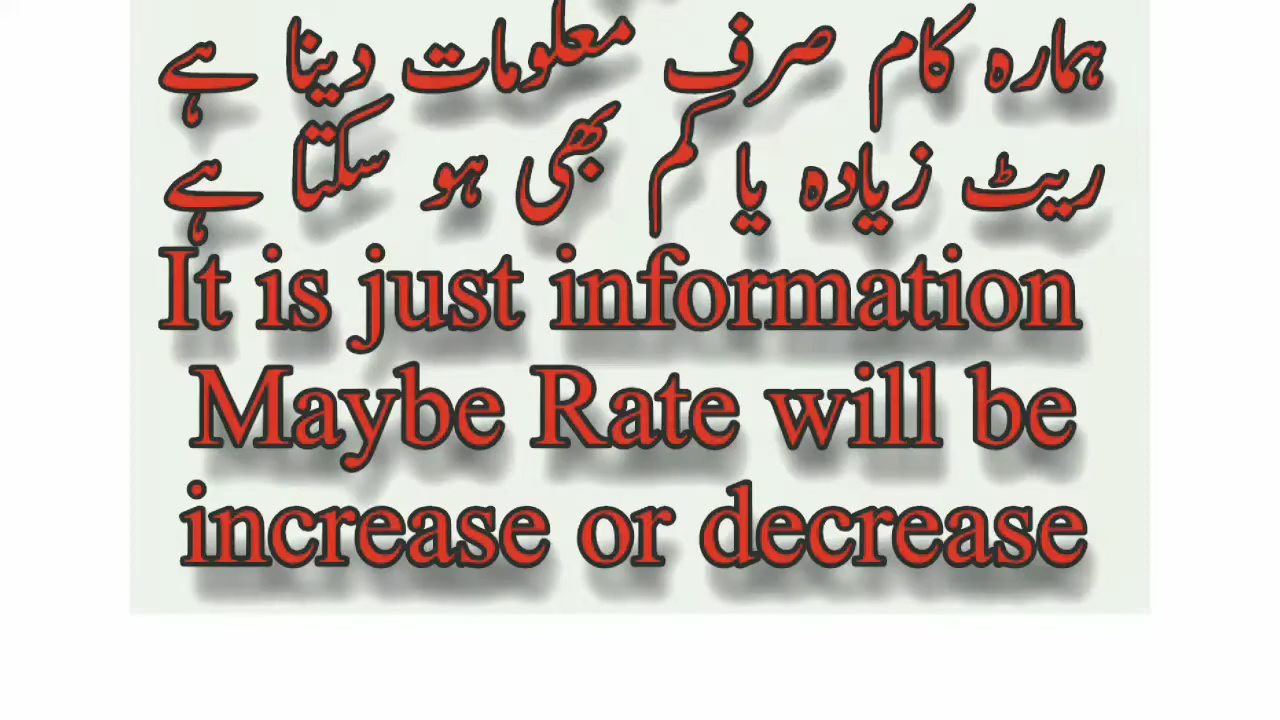 ہمارہ کام صرف معلومات دینا ہے
ریٹ زیادہ یا کم بھی ہو سکتا ہے
It is just information
Maybe Rate will be
increase or decrease